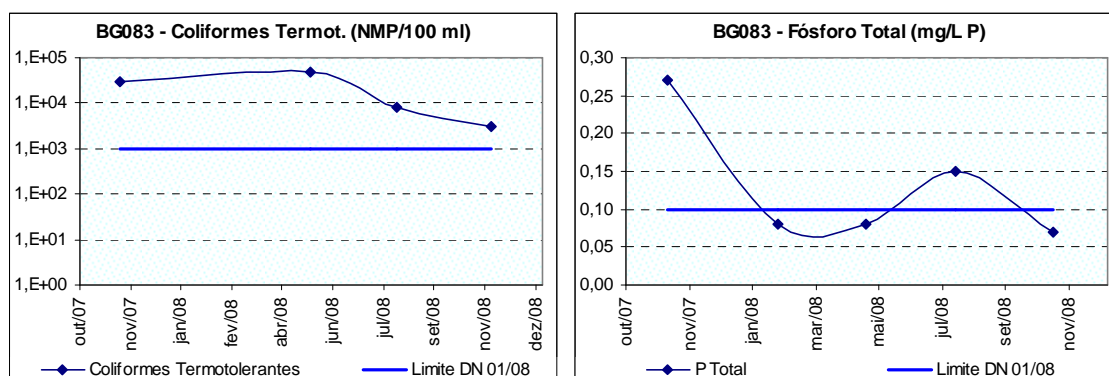 BG083 - Coliformes Termot. (NMP/100 ml)
1,E+05
1,E+04
1,E+03
1,E+02
1,E+01
1,E+00
out/07
nov/07
jan/08
fev/08
abr/08
jun/08
jul/08
set/08
nov/08
dez/08
Coliformes Termotolerantes
Limite DN 01/08
BG083 - Fósforo Total (mg/L P)
0,30
0,25
0,20
0,15
0,10
0,05
0,00
out/07
nov/07
jan/08
mar/08
mai/08
jul/08
set/08
nov/08
P Total
Limite DN 01/08